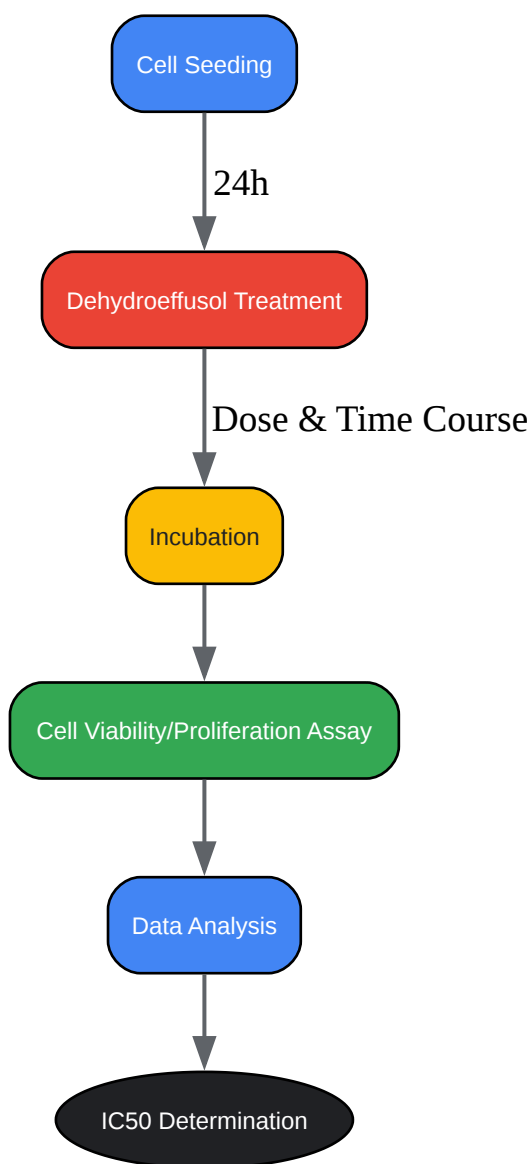 Cell Seeding
24h
Dehydroeffusol Treatment
Dose & Time Course
Incubation
Cell Viability/Proliferation Assay
Data Analysis
IC50 Determination